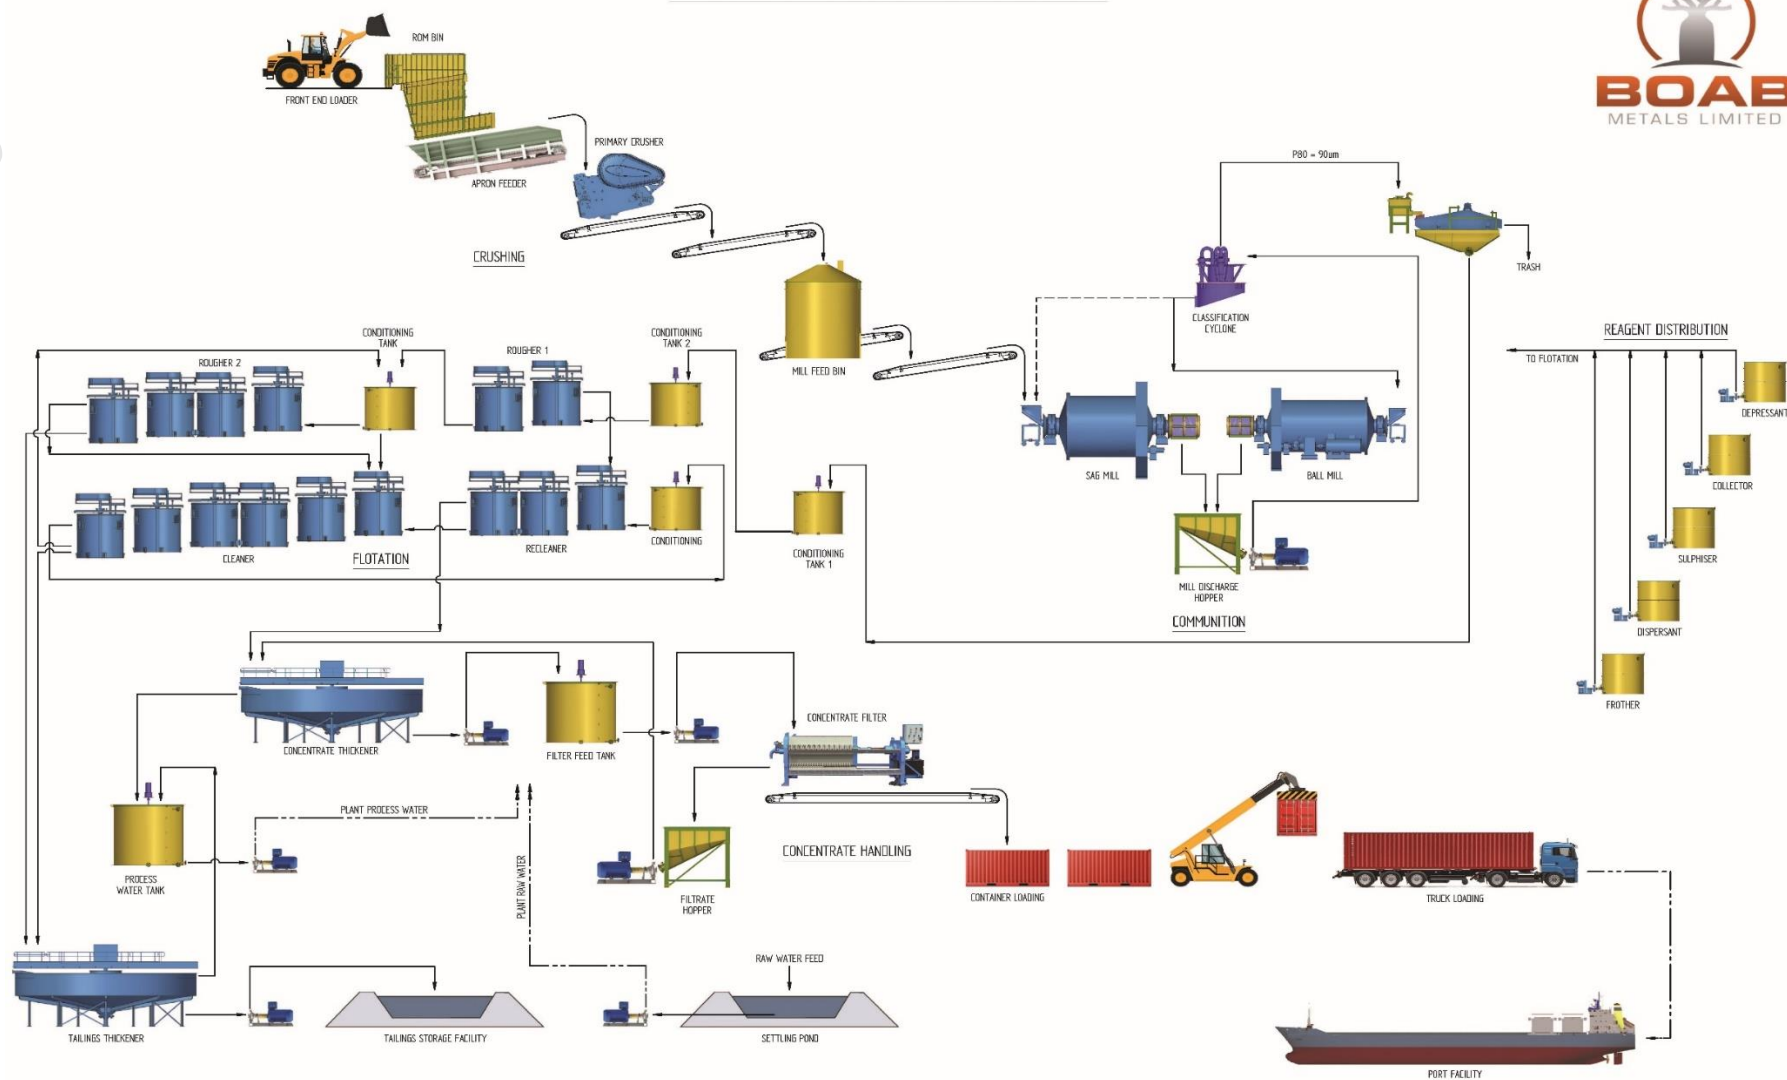 ROM BIN
FRONT END LOADER
APRON FEEDER
PRIMARY CRUSHER
CRUSHING
BOAB
METALS LIMITED
P80 - 90um
TRASH
CLASSIFICATION
CYCLONE
MILL FEED BIN
SAG MILL
BALL MILL
MILL DISCHARGE
HOPPER
COMMUNITION
REAGENT DISTRIBUTION
TO FLOTATION
DEPRESSANT
COLLECTOR
SULPHISER
DISPERSANT
FROTHER
CONDITIONING
TANK
ROUGHER 2
ROUGHER 1
CONDITIONING
TANK 2
CLEANER
FLOTATION
RECLEANER
CONDITIONING
CONDITIONING
TANK 1
CONCENTRATE THICKENER
FILTER FEED TANK
CONCENTRATE FILTER
PLANT PROCESS WATER
PROCESS
WATER TANK
PLANT RAW WATER
FILTRATE
HOPPER
CONCENTRATE HANDLING
CONTAINER LOADING
TRUCK LOADING
TAILINGS THICKENER
TAILINGS STORAGE FACILITY
RAW WATER FEED
SETTLING POND
PORT FACILITY